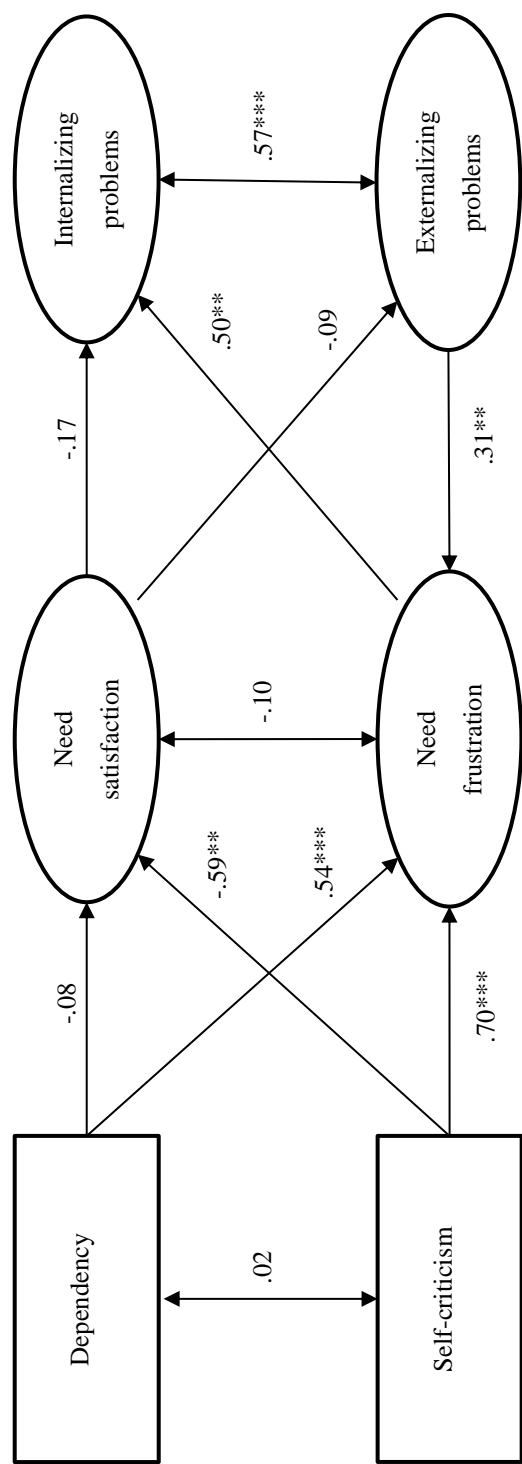 Dependency
Self-criticism
.02
-.08
-.59**
.54***
.70***
Need
satisfaction
Need
frustration
-.10
-.17
.50**
-.09
.31**
Internalizing
problems
Externalizing
problems
.57***